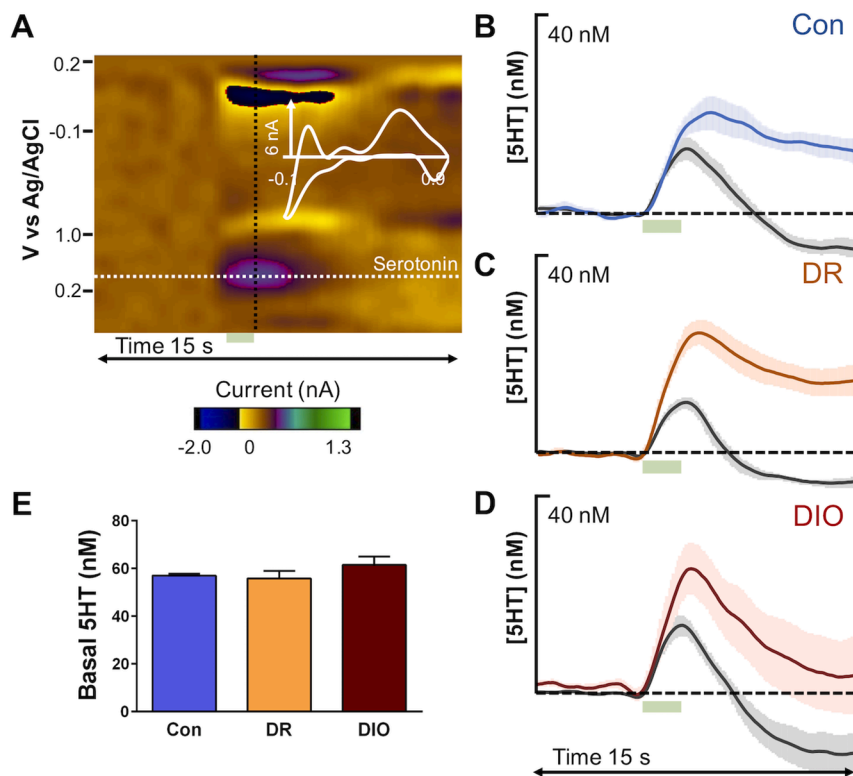 A
0.2
-0.1
1.0
0.2
V vs Ag/AgCl
6 nA
-0.1
0.9
Serotonin
Time 15 s
Current (nA)
-2.0 0 1.3
B
40 nM
Con
[5HT] (nM)
C
40 nM
DR
[5HT] (nM)
D
40 nM
DIO
[5HT] (nM)
Time 15 s
E
Basal 5HT (nM)
80
60
40
20
0
Con DR DIO